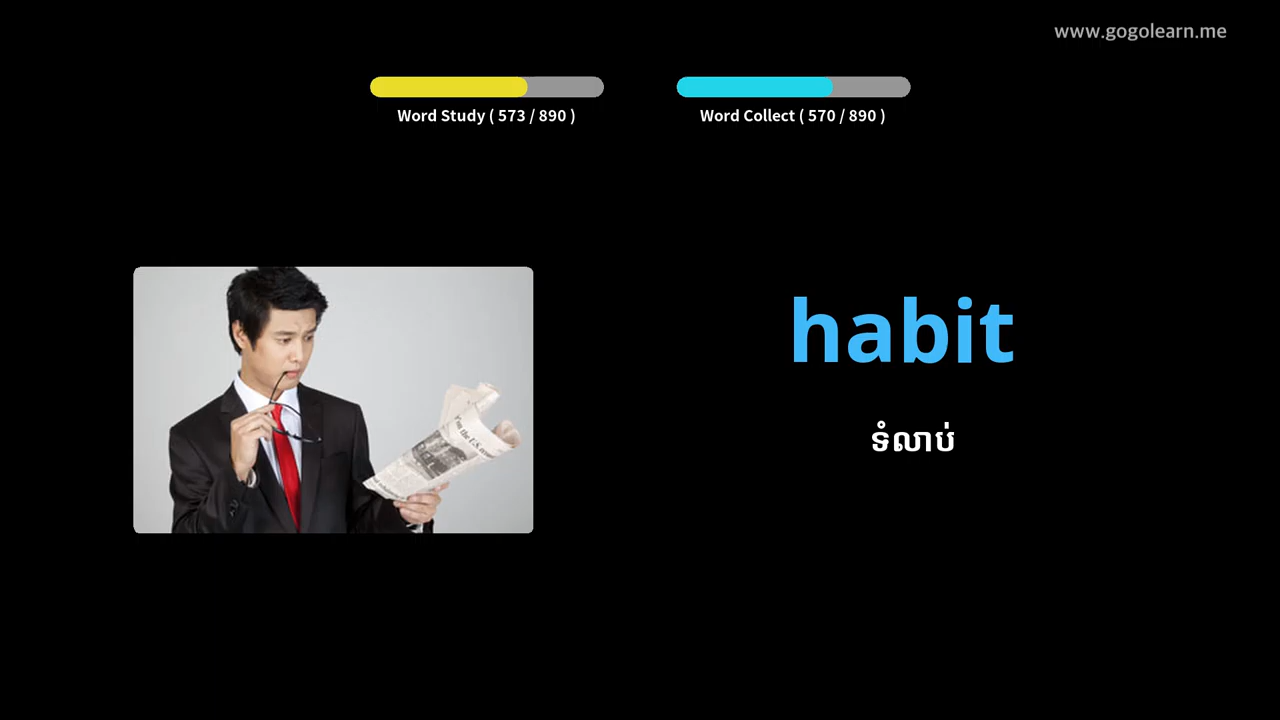 www.gogolearn.me
Word Study ( 573 / 890 )
Word Collect ( 570 / 890 )
habit
ទំលាប់